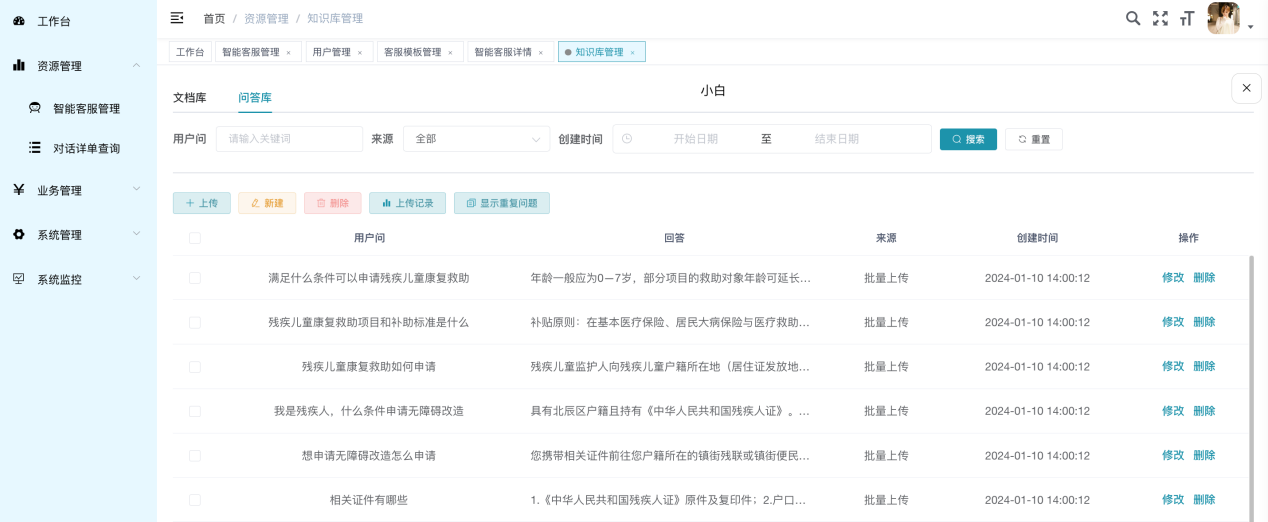 工作台
资源管理
智能客服管理
对话详单查询
业务管理
系统管理
系统监控
首页 / 资源管理 / 知识库管理
工作台 智能客服管理 × 用户管理 × 客服模板管理 × 智能客服详情 × 知识库管理 ×
小白
文档库 问答库
用户问 请输入关键词 来源 全部 创建时间 开始日期 至 结束日期 搜索 重置
上传 新建 删除 上传记录 显示重复问题
用户问 回答 来源 创建时间 操作
满足什么条件可以申请残疾儿童康复救助 年龄一般应为0—7岁，部分项目的救助对象年龄可延长... 批量上传 2024-01-10 14:00:12 修改 删除
残疾儿童康复救助项目和补助标准是什么 补贴原则：在基本医疗保险、居民大病保险与医疗救助... 批量上传 2024-01-10 14:00:12 修改 删除
残疾儿童康复救助如何申请 残疾儿童监护人向残疾儿童户籍所在地（居住证发放地... 批量上传 2024-01-10 14:00:12 修改 删除
我是残疾人，什么条件申请无障碍改造 具有北辰区户籍且持有《中华人民共和国残疾人证》。... 批量上传 2024-01-10 14:00:12 修改 删除
想申请无障碍改造怎么申请 您携带相关证件前往您户籍所在的镇街残联或镇街便民... 批量上传 2024-01-10 14:00:12 修改 删除
相关证件有哪些 1.《中华人民共和国残疾人证》原件及复印件；2.户口... 批量上传 2024-01-10 14:00:12 修改 删除